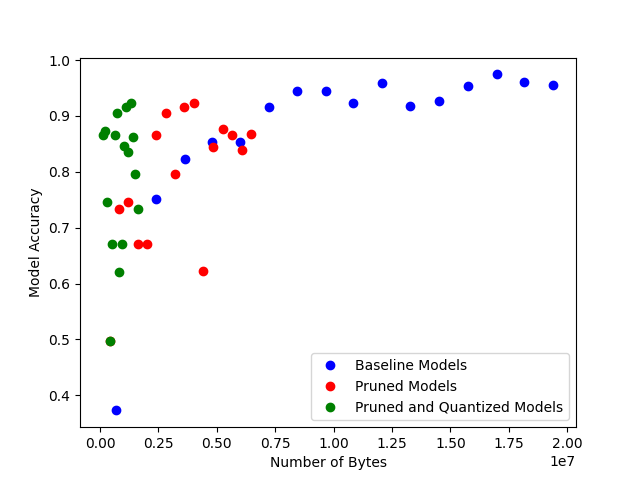 1.0
0.9
0.8
0.7
0.6
0.5
0.4
Model Accuracy
Baseline Models
Pruned Models
Pruned and Quantized Models
0.00 0.25 0.50 0.75 1.00 1.25 1.50 1.75 2.00
1e7
Number of Bytes